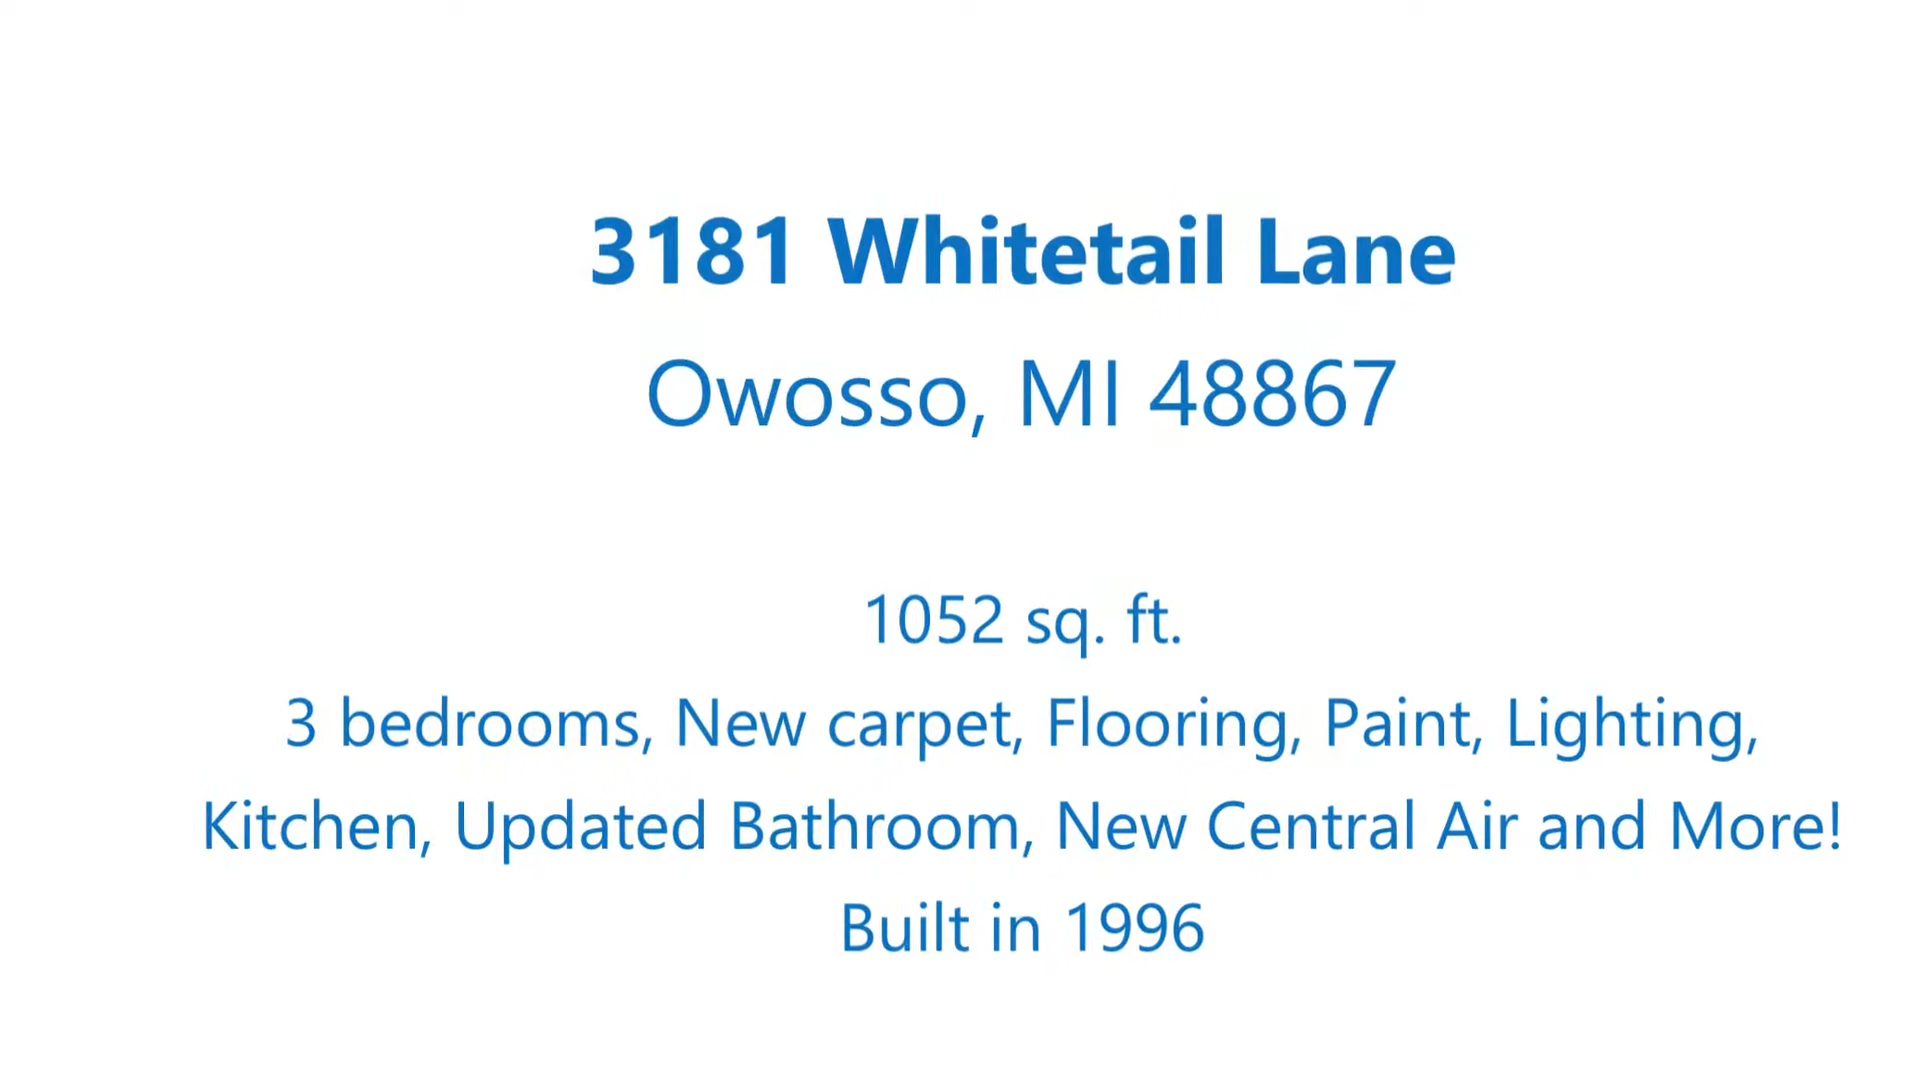 3181 Whitetail Lane
Owosso, MI 48867
1052 sq. ft.
3 bedrooms, New carpet, Flooring, Paint, Lighting,
Kitchen, Updated Bathroom, New Central Air and More!
Built in 1996